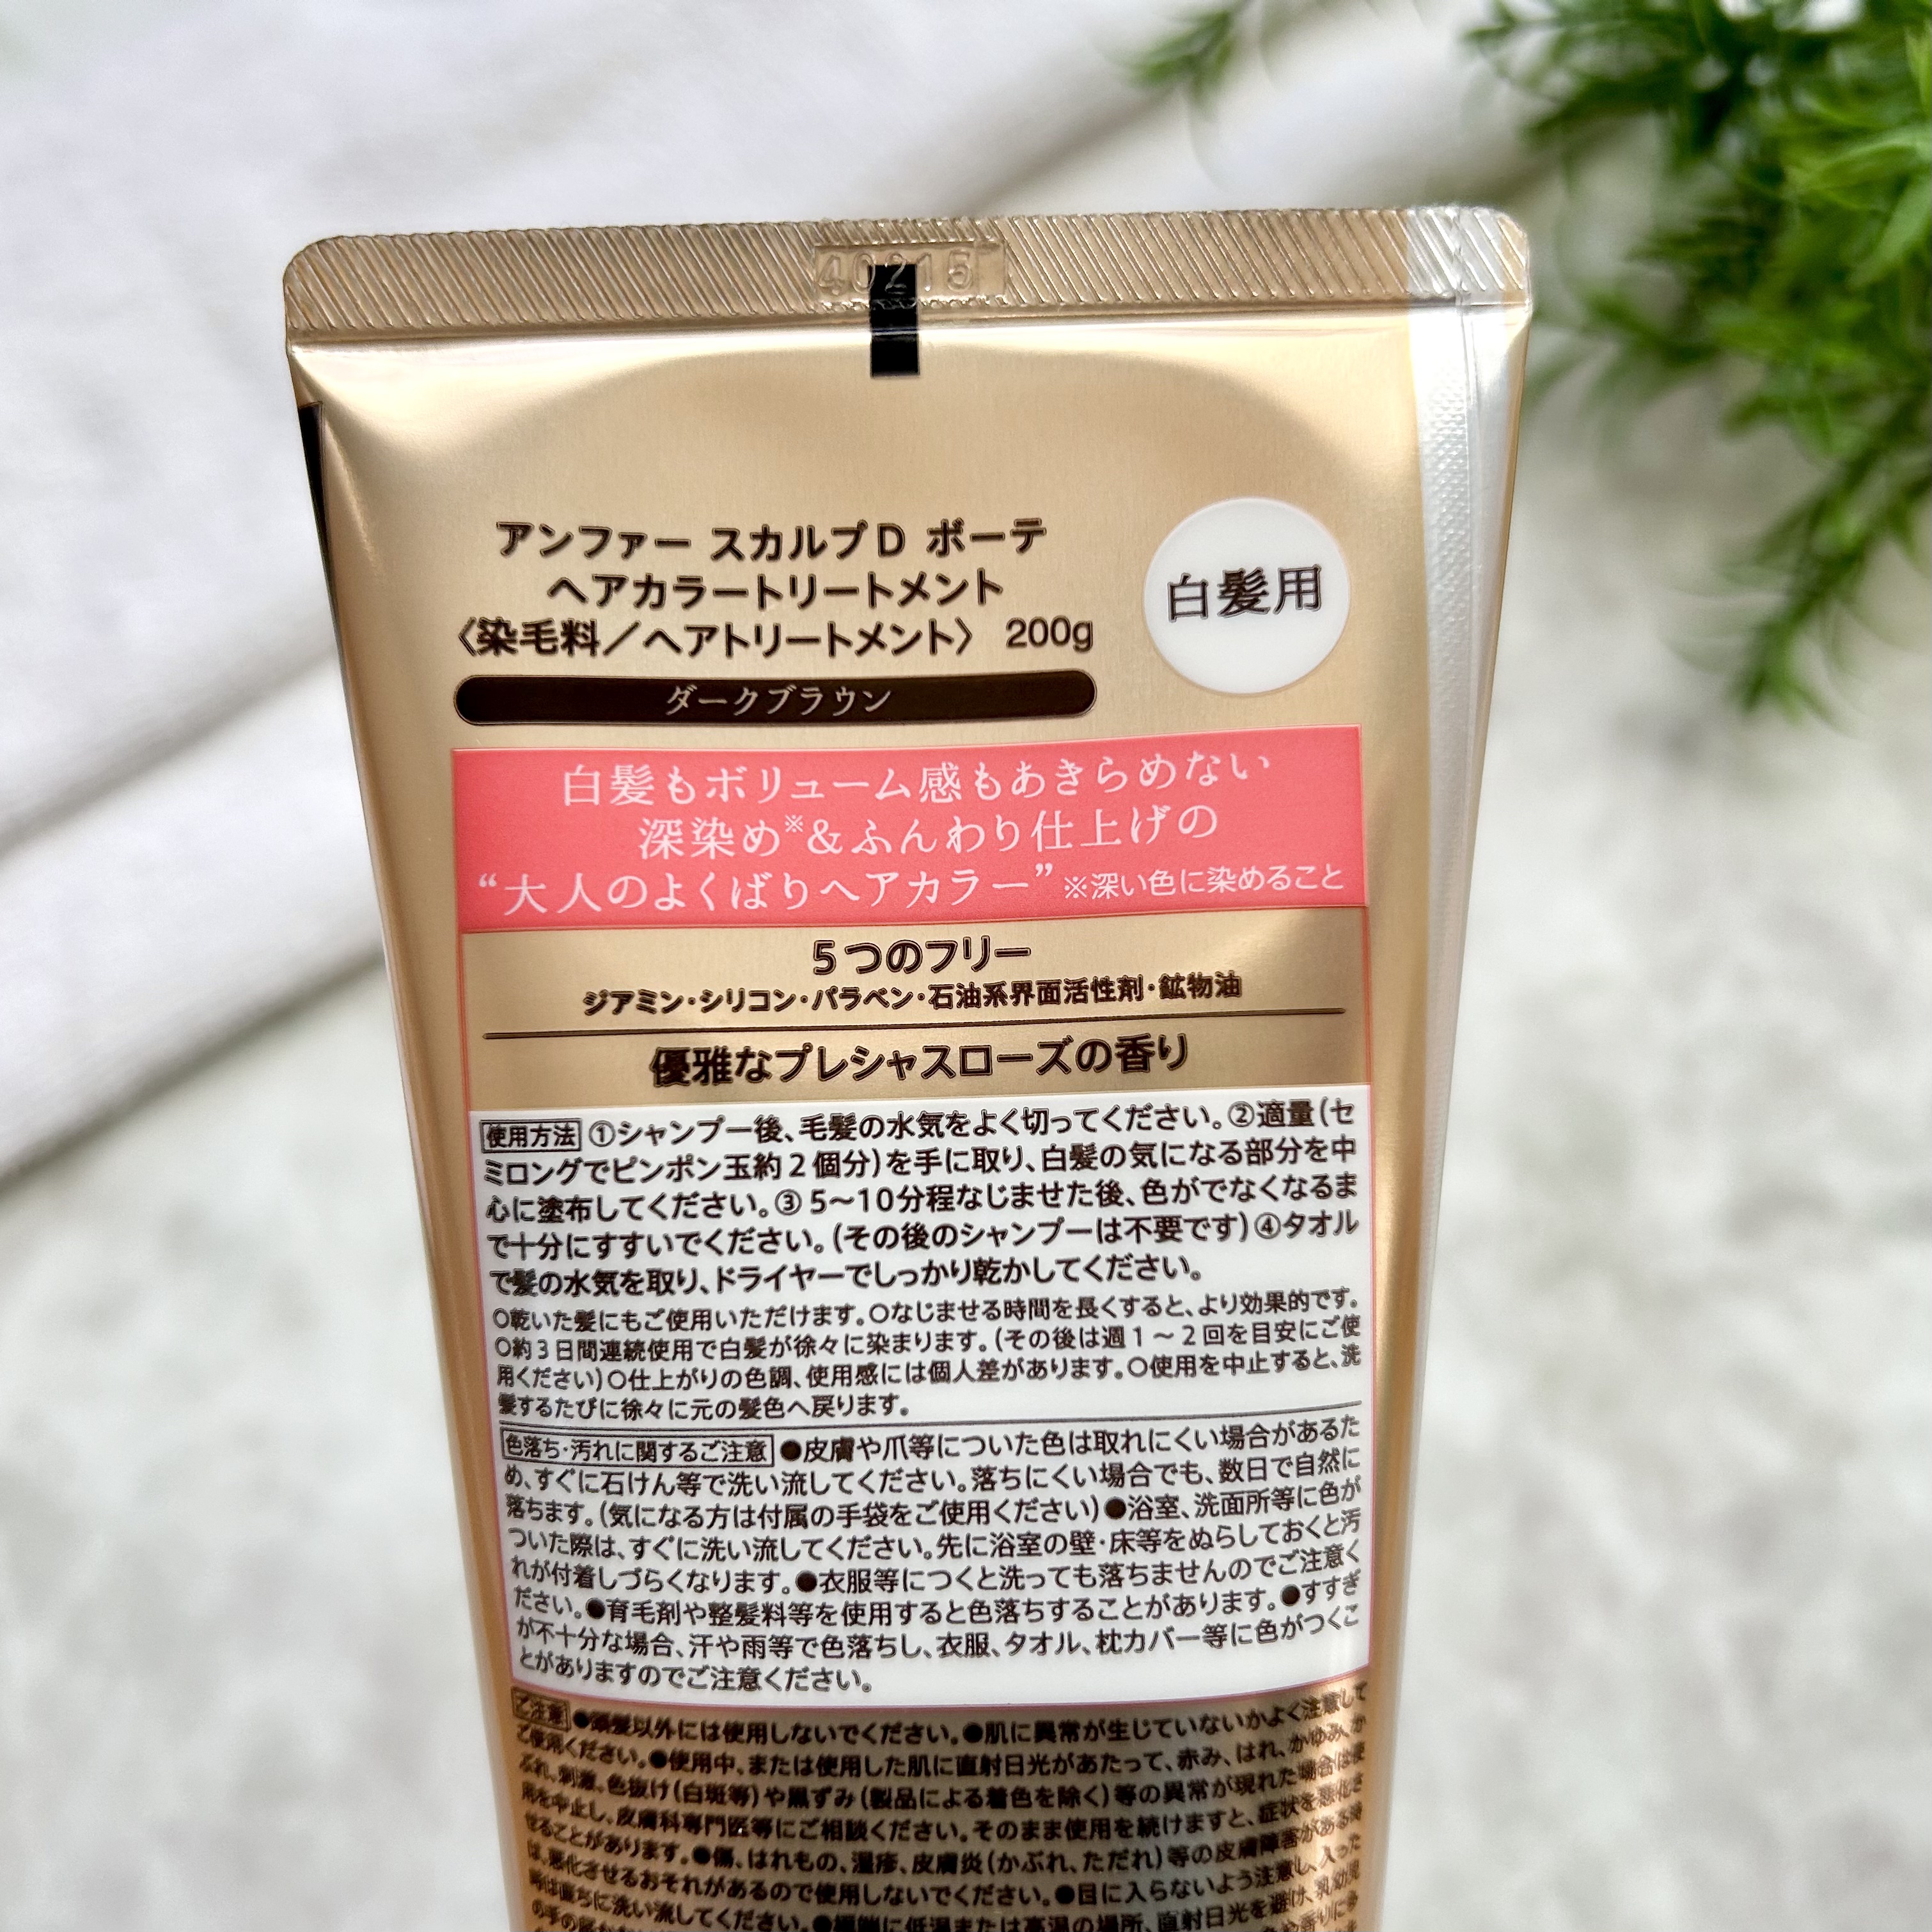 40215
アンファー スカルプD ボーテ
ヘアカラートリートメント
〈染毛料／ヘアトリートメント〉 200g
白髪用
ダークブラウン
白髪もボリューム感もあきらめない
深染め※&ふんわり仕上げの
“大人のよくばりヘアカラー”※深い色に染めること
5つのフリー
ジアミン・シリコン・パラベン・石油系界面活性剤・鉱物油
優雅なプレシャスローズの香り
使用方法 ①シャンプー後、毛髪の水気をよく切ってください。②適量(セ
ミロングでピンポン玉約2個分)を手に取り、白髪の気になる部分を中
心に塗布してください。③5〜10分程なじませた後、色がでなくなるま
で十分にすすいでください。(その後のシャンプーは不要です)④タオル
で髪の水気を取り、ドライヤーでしっかり乾かしてください。
○乾いた髪にもご使用いただけます。○なじませる時間を長くすると、より効果的です。
○約3日間連続使用で白髪が徐々に染まります。(その後は週1〜2回を目安にご使
用ください)○仕上がりの色調、使用感には個人差があります。○使用を中止すると、洗
髪するたびに徐々に元の髪色へ戻ります。
色落ち・汚れに関するご注意 ●皮膚や爪等についた色は取れにくい場合があるた
め、すぐに石けん等で洗い流してください。落ちにくい場合でも、数日で自然に
落ちます。(気になる方は付属の手袋をご使用ください)●浴室、洗面所等に色が
ついた際は、すぐに洗い流してください。先に浴室の壁・床等をぬらしておくと汚
れが付着しづらくなります。●衣服等につくと洗っても落ちませんのでご注意く
ださい。●育毛剤や整髪料等を使用すると色落ちすることがあります。●すすぎ
が不十分な場合、汗や雨等で色落ちし、衣服、タオル、枕カバー等に色がつくこ
とがありますのでご注意ください。
ご注意 ●頭髪以外には使用しないでください。●肌に異常が生じていないかよく注意して
ご使用ください。●使用中、または使用した肌に直射日光があたって、赤み、はれ、かゆみ、か
ぶれ、刺激、色抜け(白斑等)や黒ずみ(製品による着色を除く)等の異常が現れた場合は使
用を中止し、皮膚科専門医等にご相談ください。そのまま使用を続けますと、症状を悪化さ
せることがあります。●傷、はれもの、湿疹、皮膚炎(かぶれ、ただれ)等の皮膚障害がある時
は、悪化させるおそれがあるので使用しないでください。●目に入らないよう注意し、入った
時は直ちに洗い流してください。●極端に低温または高温の場所、直射日光を避け、乳幼児